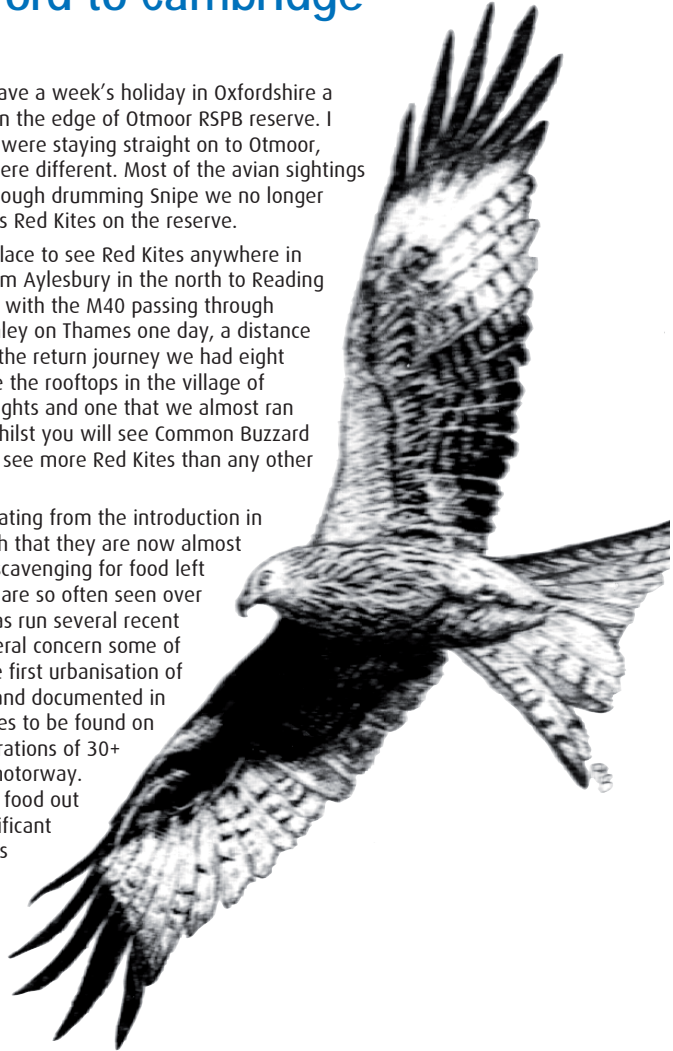 ord to cambridge
ave a week's holiday in Oxfordshire a
n the edge of Otmoor RSPB reserve. I
were staying straight on to Otmoor,
ere different. Most of the avian sightings
ough drumming Snipe we no longer
s Red Kites on the reserve.
lace to see Red Kites anywhere in
m Aylesbury in the north to Reading
with the M40 passing through
ley on Thames one day, a distance
the return journey we had eight
e the rooftops in the village of
ghts and one that we almost ran
hilst you will see Common Buzzard
see more Red Kites than any other
ating from the introduction in
h that they are now almost
scavenging for food left
are so often seen over
as run several recent
eral concern some of
e first urbanisation of
and documented in
es to be found on
rations of 30+
notorway.
food out
ificant
s